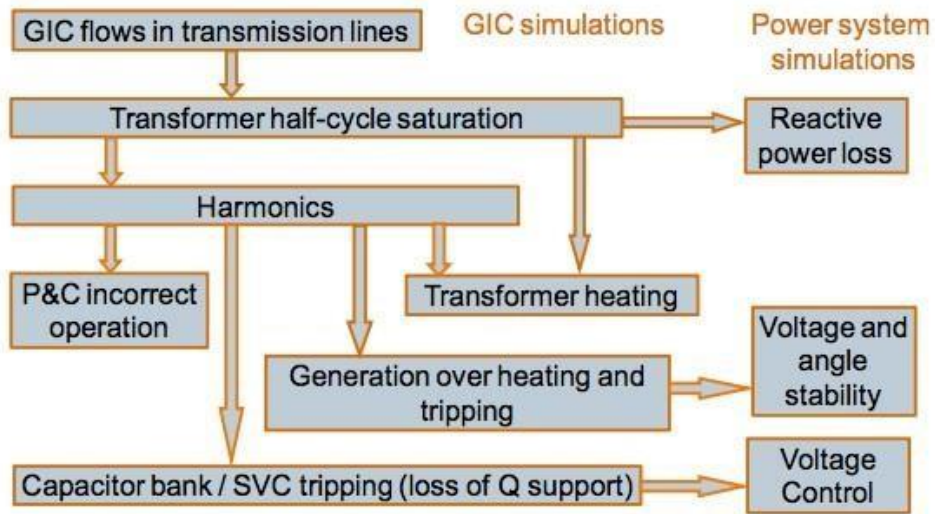 GIC flows in transmission lines
GIC simulations
Power system
simulations
Transformer half-cycle saturation
Reactive
power loss
Harmonics
P&C incorrect
operation
Transformer heating
Generation over heating and
tripping
Voltage and
angle
stability
Capacitor bank / SVC tripping (loss of Q support)
Voltage
Control